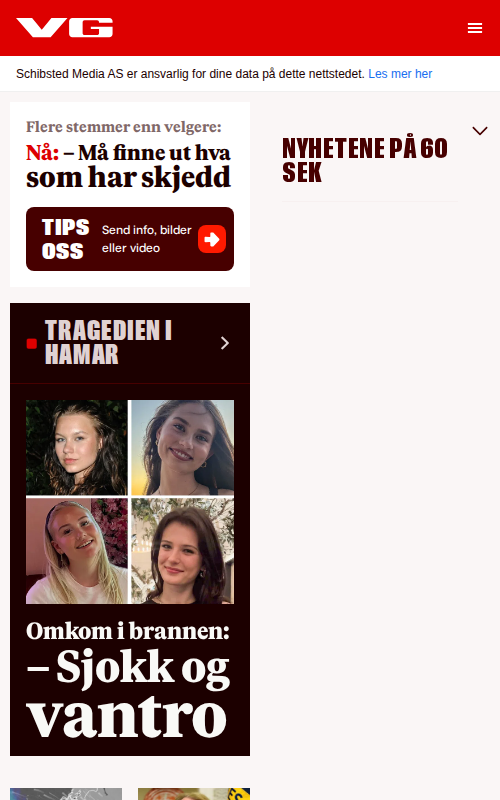 VG
Schibsted Media AS er ansvarlig for dine data på dette nettstedet. Les mer her
Flere stemmer enn velgere:
Nå: – Må finne ut hva
som har skjedd
TIPS
OSS
Send info, bilder
eller video
NYHETENE PÅ 60
SEK
TRAGEDIEN I
HAMAR
Omkom i brannen:
– Sjokk og
vantro